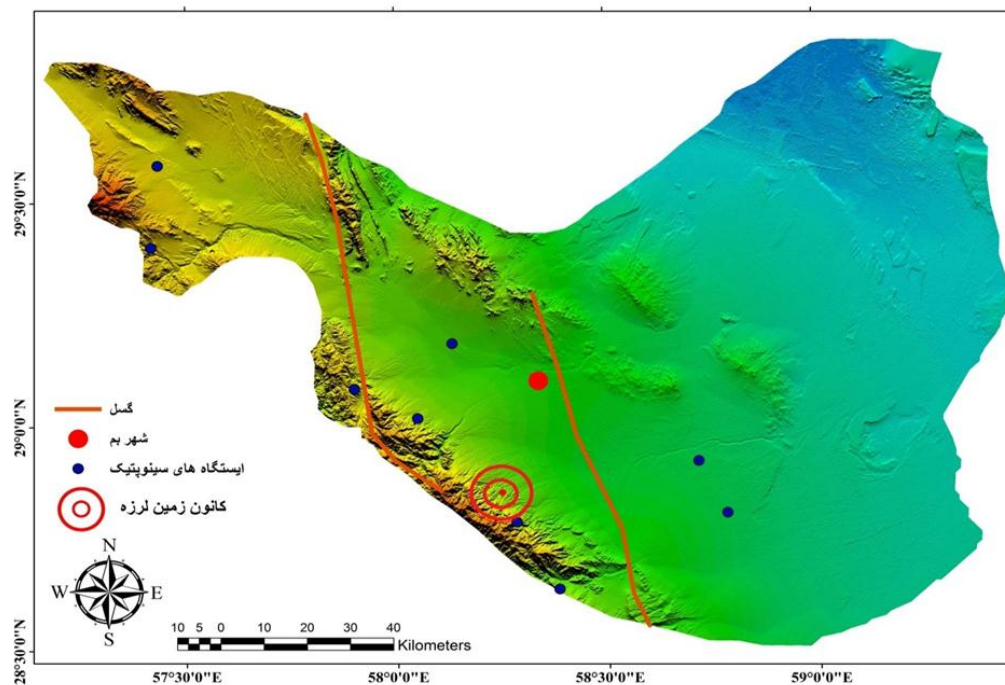 29°30'0"N
29°0'0"N
28°30'0"N
گسل
شهر بم
ایستگاه های سینوپتیک
کانون زمین لرزه
N
W
E
S
10 5 0 10 20 30 40
Kilometers
57°30'0"E
58°0'0"E
58°30'0"E
59°0'0"E